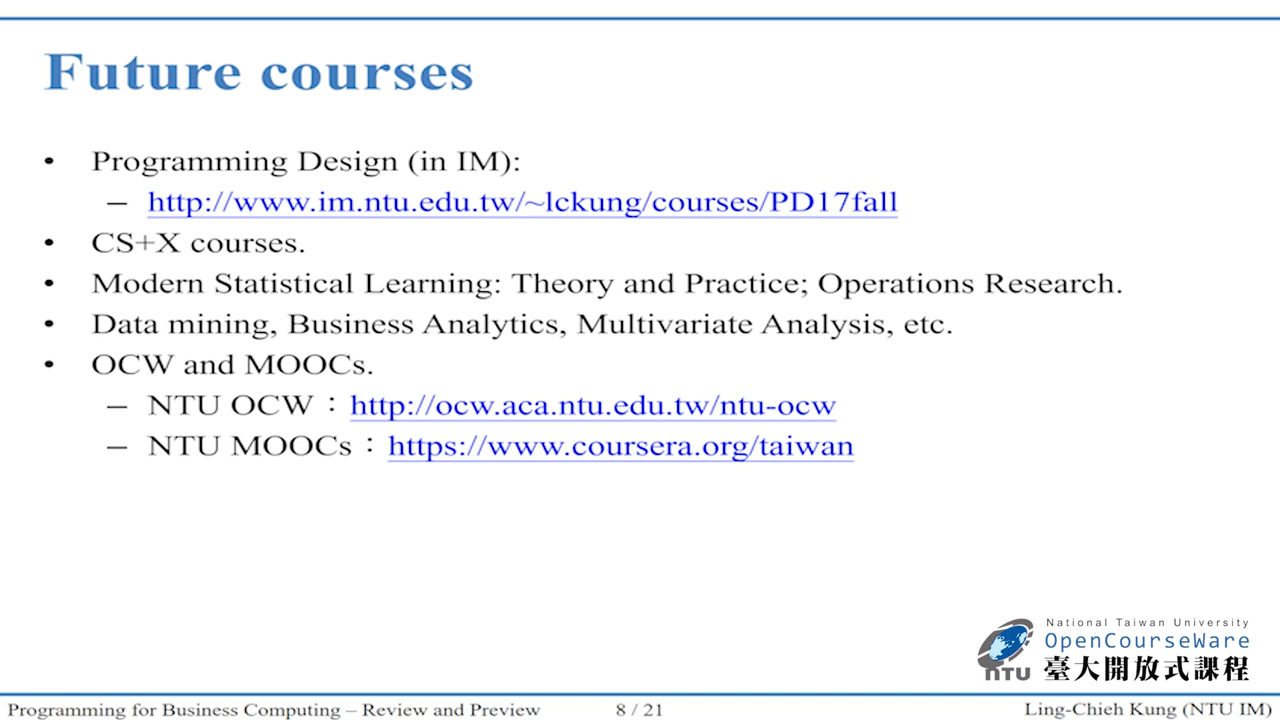 Future courses
• Programming Design (in IM):
– http://www.im.ntu.edu.tw/~lckung/courses/PD17fall
• CS+X courses.
• Modern Statistical Learning: Theory and Practice; Operations Research.
• Data mining, Business Analytics, Multivariate Analysis, etc.
• OCW and MOOCs.
– NTU OCW：http://ocw.aca.ntu.edu.tw/ntu-ocw
– NTU MOOCs：https://www.coursera.org/taiwan
National Taiwan University
OpenCourseWare
NTU 臺大開放式課程
Programming for Business Computing – Review and Preview 8 / 21 Ling-Chieh Kung (NTU IM)